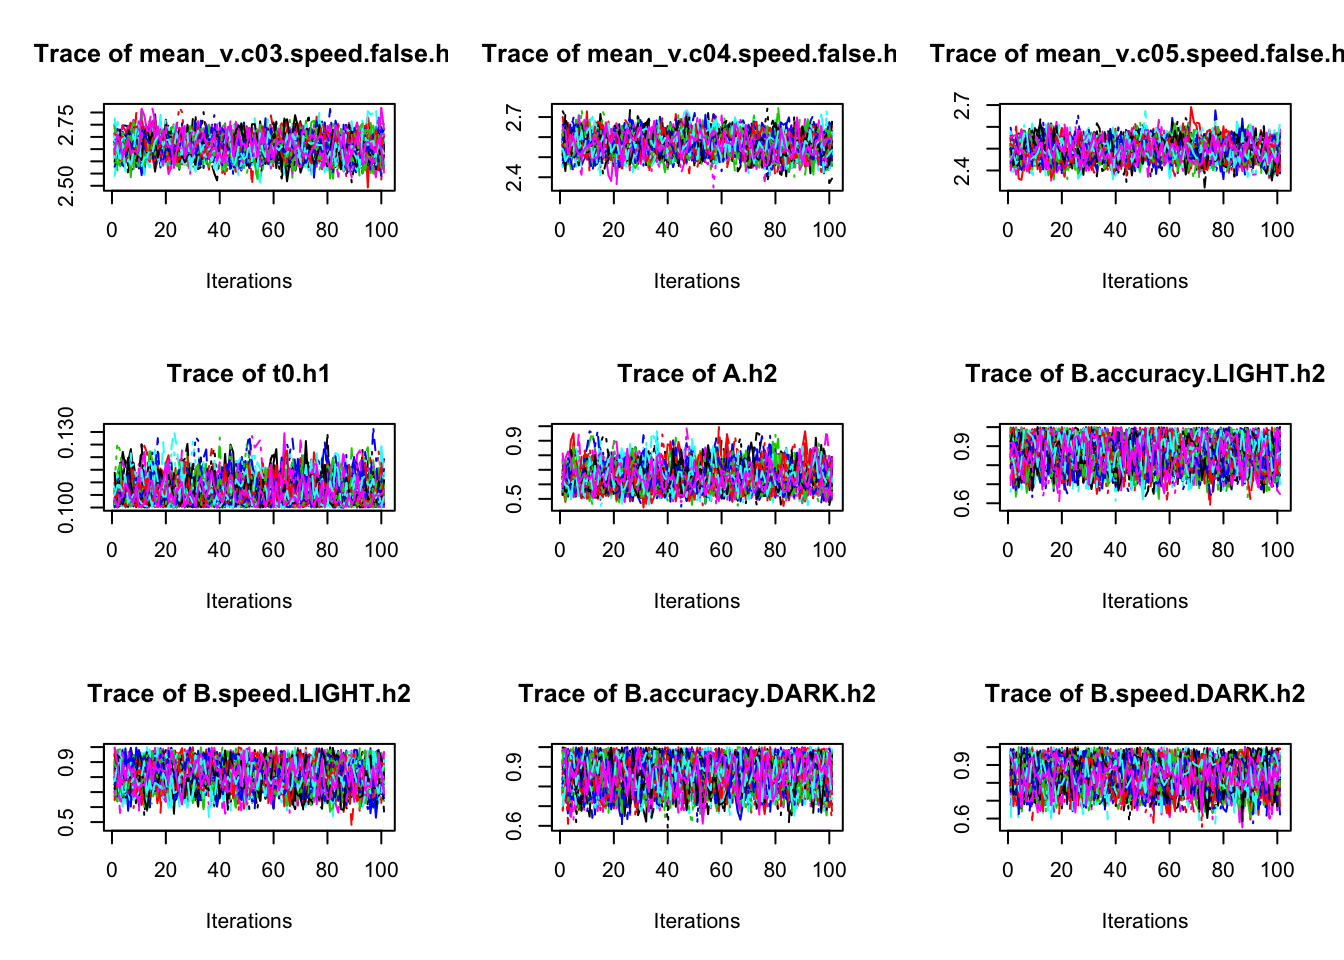 Trace of mean_v.c03.speed.false.h
Trace of mean_v.c04.speed.false.h
Trace of mean_v.c05.speed.false.h
2.50 2.75
0 20 40 60 80 100
Iterations
2.4 2.7
0 20 40 60 80 100
Iterations
2.4 2.7
0 20 40 60 80 100
Iterations
Trace of t0.h1
Trace of A.h2
Trace of B.accuracy.LIGHT.h2
0.100 0.130
0 20 40 60 80 100
Iterations
0.5 0.9
0 20 40 60 80 100
Iterations
0.6 0.9
0 20 40 60 80 100
Iterations
Trace of B.speed.LIGHT.h2
Trace of B.accuracy.DARK.h2
Trace of B.speed.DARK.h2
0.5 0.9
0 20 40 60 80 100
Iterations
0.6 0.9
0 20 40 60 80 100
Iterations
0.6 0.9
0 20 40 60 80 100
Iterations